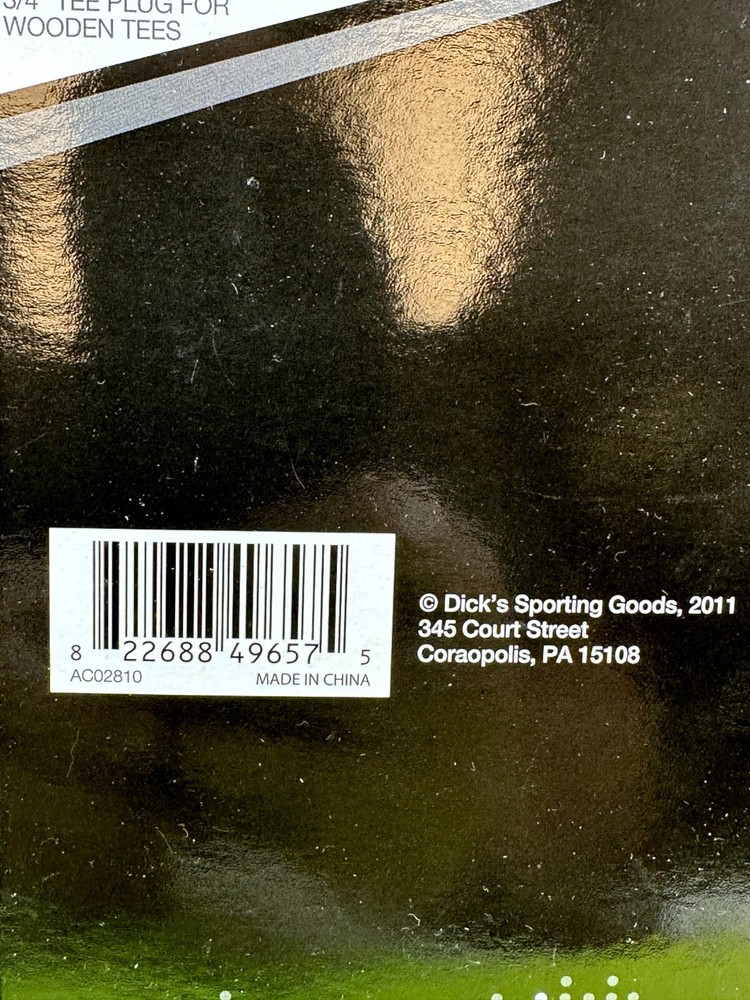 3/4" TEE PLUG FOR
WOODEN TEES
8 22688 49657 5
AC02810 MADE IN CHINA
© Dick's Sporting Goods, 2011
345 Court Street
Coraopolis, PA 15108